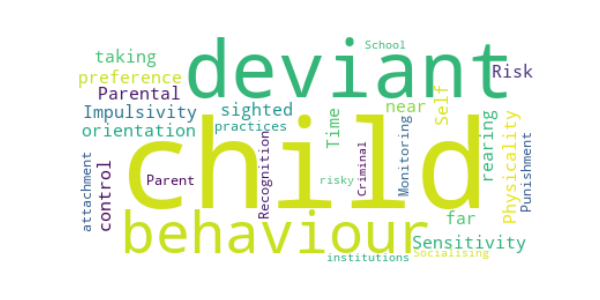 School
deviant
taking
preference
Risk
Parental
Self
near
Impulsivity
sighted
Time
rearing
Physicality
orientation
practices
child
Monitoring
Punishment
Recognition
Criminal
attachment
control
Parent
risky
far
behaviour
Sensitivity
Socialising
institutions